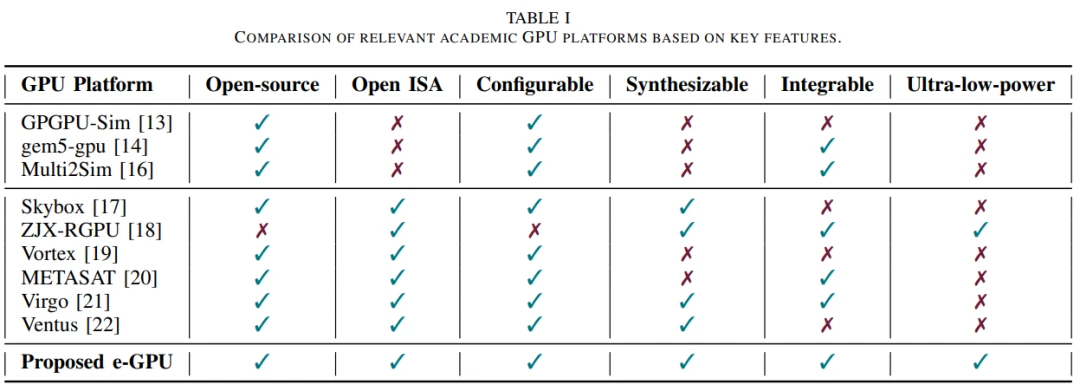 TABLE I
COMPARISON OF RELEVANT ACADEMIC GPU PLATFORMS BASED ON KEY FEATURES.
GPU Platform Open-source Open ISA Configurable Synthesizable Integrable Ultra-low-power
GPGPU-Sim [13] ✓ ✗ ✓ ✗ ✗ ✗
gem5-gpu [14] ✓ ✗ ✓ ✗ ✓ ✗
Multi2Sim [16] ✓ ✗ ✓ ✗ ✓ ✗
Skybox [17] ✓ ✓ ✓ ✓ ✗ ✗
ZJX-RGPU [18] ✗ ✓ ✗ ✓ ✓ ✓
Vortex [19] ✓ ✓ ✓ ✗ ✗ ✗
METASAT [20] ✓ ✓ ✓ ✗ ✓ ✗
Virgo [21] ✓ ✓ ✓ ✓ ✓ ✗
Ventus [22] ✓ ✓ ✓ ✓ ✗ ✗
Proposed e-GPU ✓ ✓ ✓ ✓ ✓ ✓